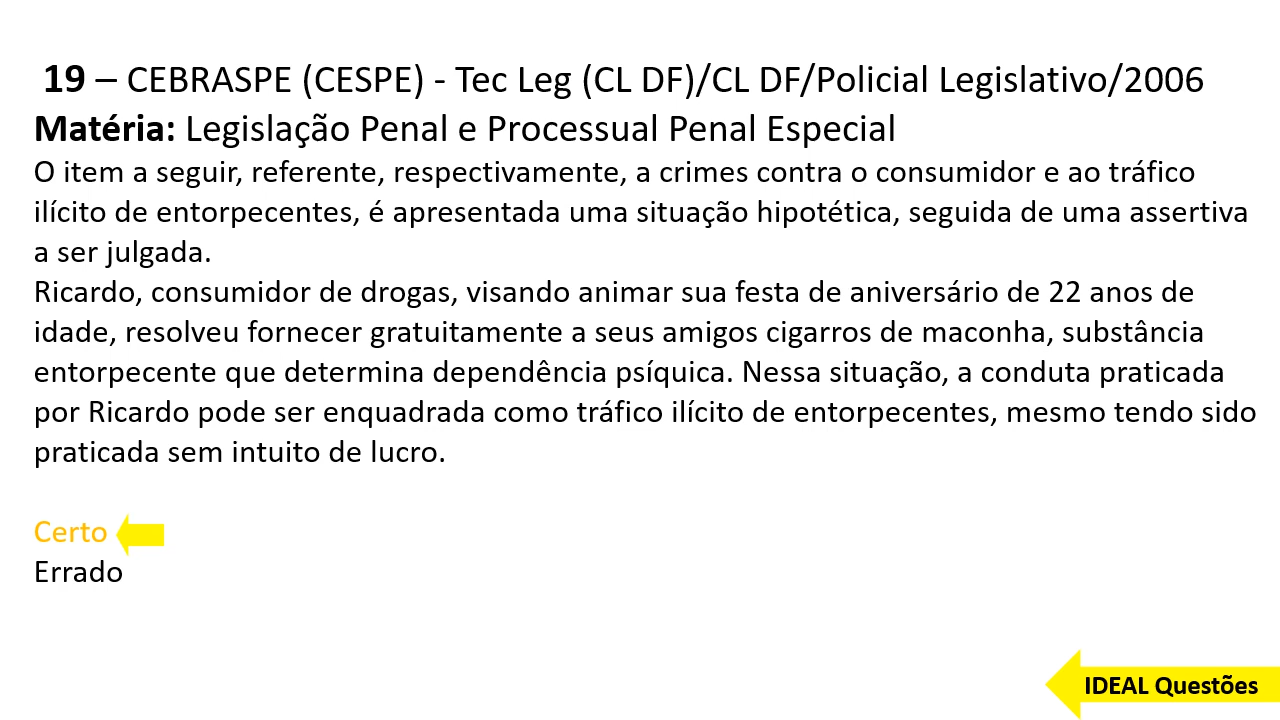 19 – CEBRASPE (CESPE) - Tec Leg (CL DF)/CL DF/Policial Legislativo/2006
Matéria: Legislação Penal e Processual Penal Especial
O item a seguir, referente, respectivamente, a crimes contra o consumidor e ao tráfico
ilícito de entorpecentes, é apresentada uma situação hipotética, seguida de uma assertiva
a ser julgada.
Ricardo, consumidor de drogas, visando animar sua festa de aniversário de 22 anos de
idade, resolveu fornecer gratuitamente a seus amigos cigarros de maconha, substância
entorpecente que determina dependência psíquica. Nessa situação, a conduta praticada
por Ricardo pode ser enquadrada como tráfico ilícito de entorpecentes, mesmo tendo sido
praticada sem intuito de lucro.
Certo
Errado
IDEAL Questões